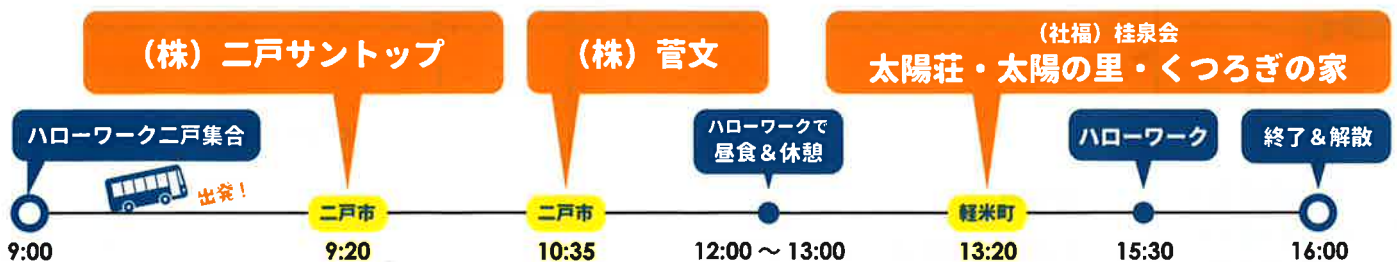 （株）二戸サントップ
（株）菅文
（社福）桂泉会
太陽荘・太陽の里・くつろぎの家
ハローワーク二戸集合
出発！
ハローワークで
昼食＆休憩
ハローワーク
終了＆解散
二戸市
二戸市
軽米町
9:00
9:20
10:35
12:00 ～ 13:00
13:20
15:30
16:00